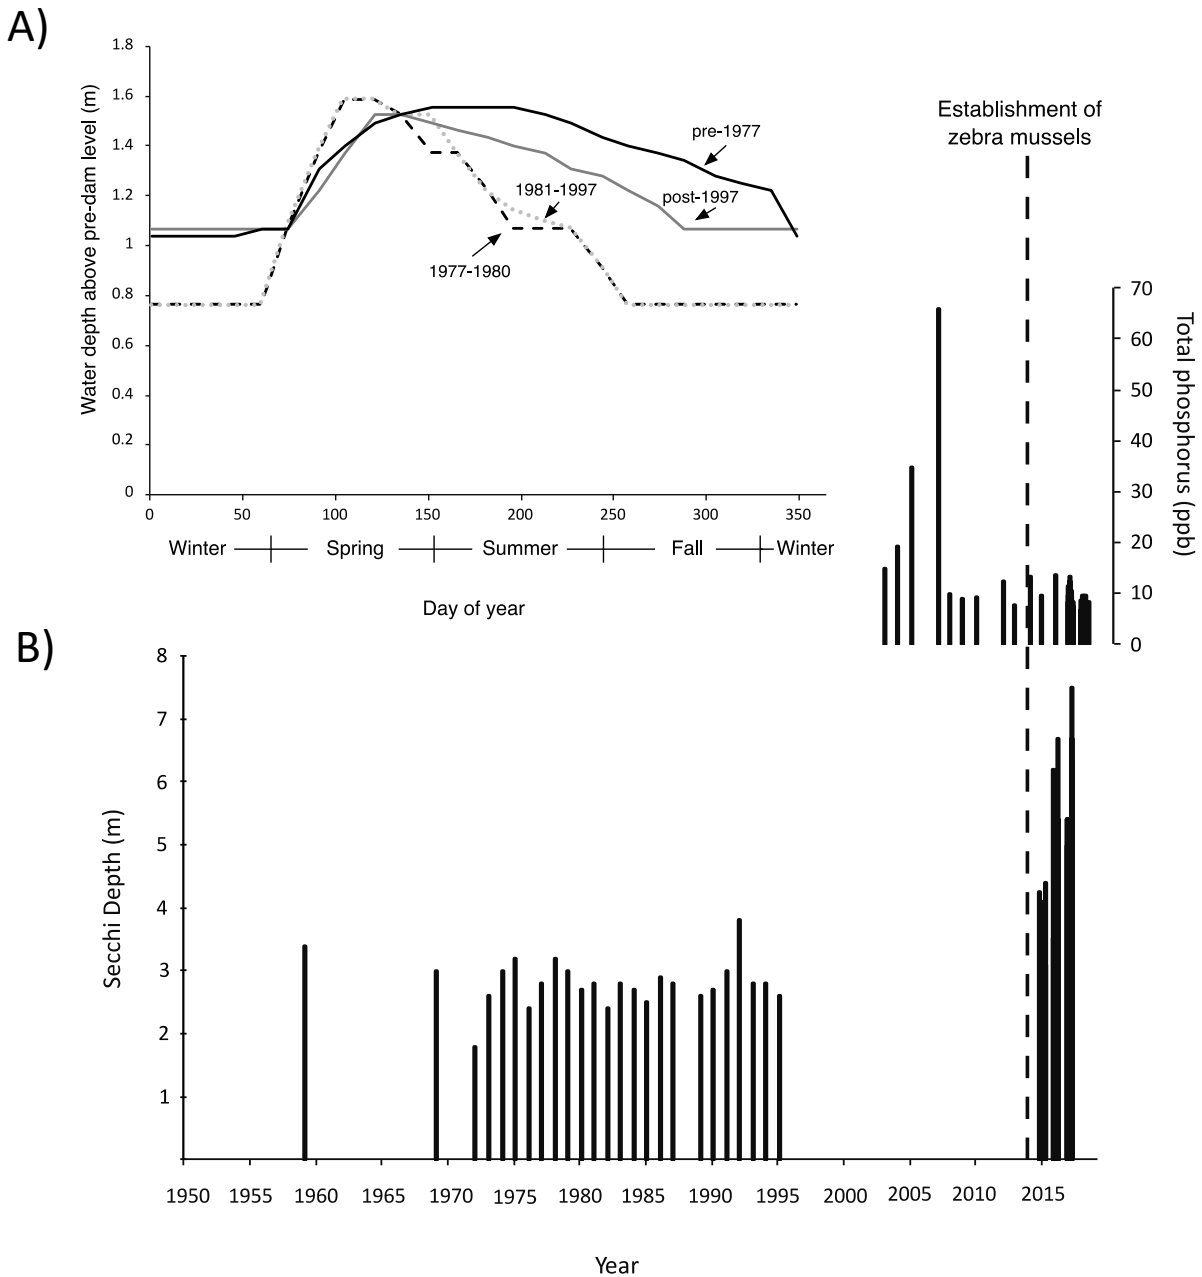 A)
1.8
1.6
1.4
1.2
1
0.8
0.6
0.4
0.2
0
Water depth above pre-dam level (m)
pre-1977
1981-1997
post-1997
1977-1980
0 50 100 150 200 250 300 350
Winter Spring Summer Fall Winter
Day of year
Establishment of
zebra mussels
70
60
50
40
30
20
10
0
Total phosphorus (ppb)
B)
8
7
6
5
4
3
2
1
Secchi Depth (m)
1950 1955 1960 1965 1970 1975 1980 1985 1990 1995 2000 2005 2010 2015
Year